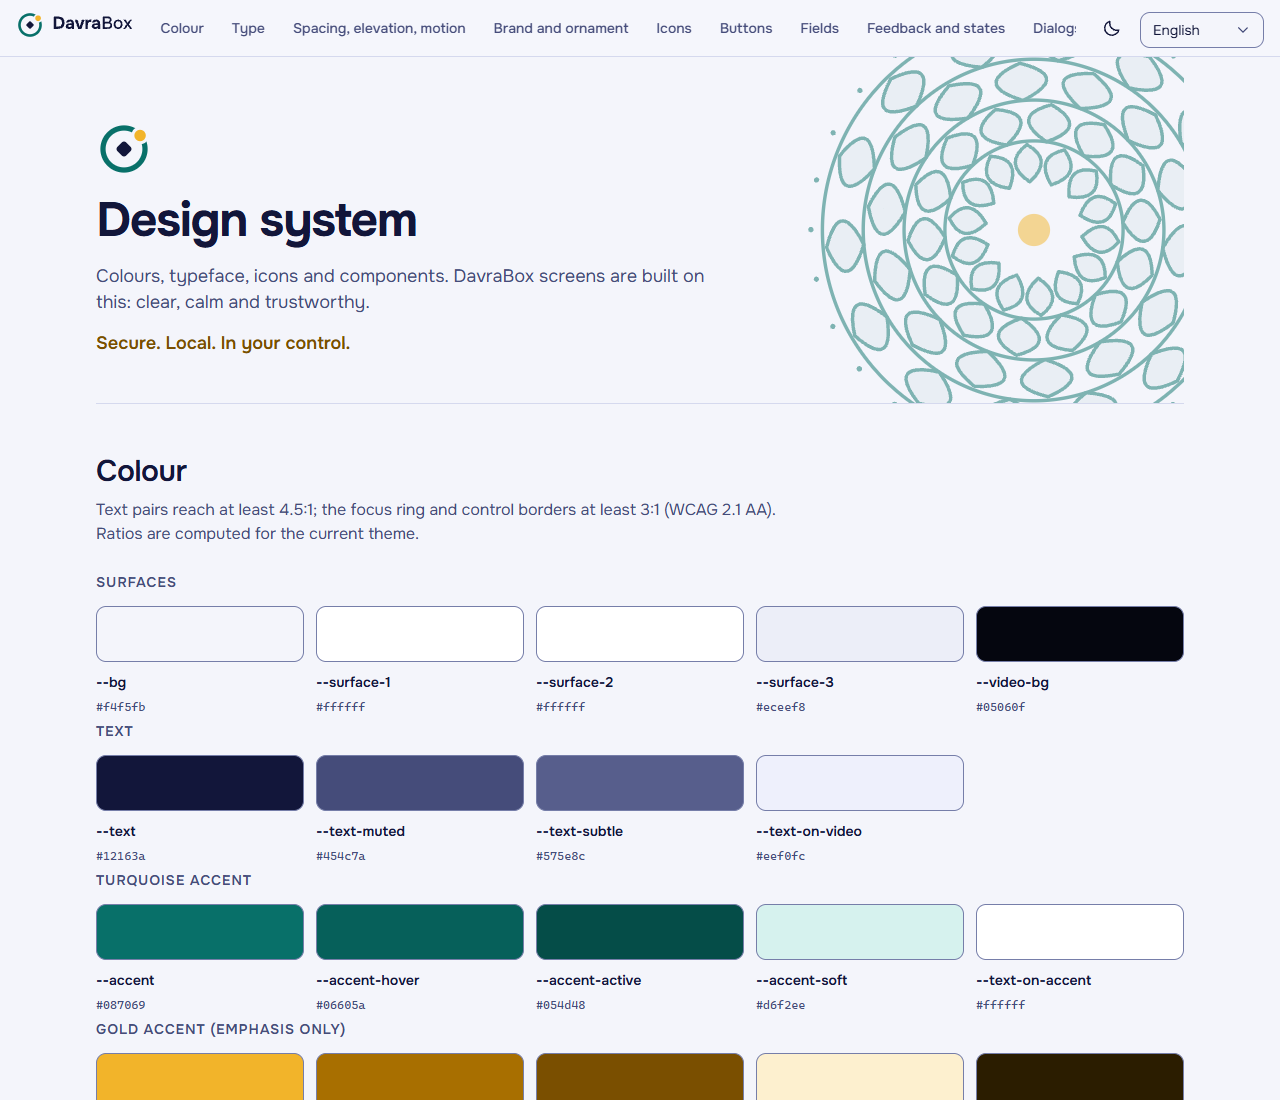 DavraBox
Colour
Type
Spacing, elevation, motion
Brand and ornament
Icons
Buttons
Fields
Feedback and states
Dialogs
English
Design system
Colours, typeface, icons and components. DavraBox screens are built on
this: clear, calm and trustworthy.
Secure. Local. In your control.
Colour
Text pairs reach at least 4.5:1; the focus ring and control borders at least 3:1 (WCAG 2.1 AA).
Ratios are computed for the current theme.
SURFACES
--bg
--surface-1
--surface-2
--surface-3
--video-bg
#f4f5fb
#ffffff
#ffffff
#eceef8
#05060f
TEXT
--text
--text-muted
--text-subtle
--text-on-video
#12163a
#454c7a
#575e8c
#eef0fc
TURQUOISE ACCENT
--accent
--accent-hover
--accent-active
--accent-soft
--text-on-accent
#087069
#06605a
#054d48
#d6f2ee
#ffffff
GOLD ACCENT (EMPHASIS ONLY)